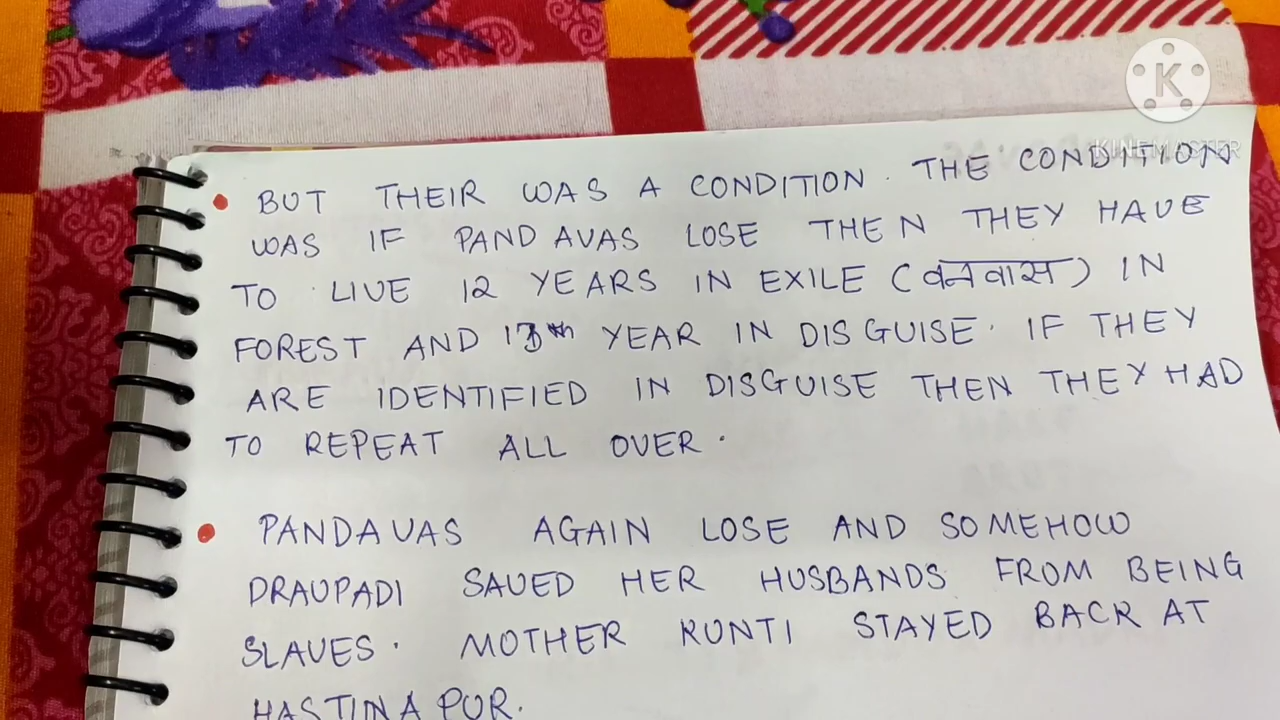 K
KINEMASTER
BUT THEIR WAS A CONDITION. THE CONDITION
WAS IF PANDAVAS LOSE THEN THEY HAVE
TO LIVE 12 YEARS IN EXILE (वनवास) IN
FOREST AND 13th YEAR IN DISGUISE. IF THEY
ARE IDENTIFIED IN DISGUISE THEN THEY HAD
TO REPEAT ALL OVER.
PANDAVAS AGAIN LOSE AND SOMEHOW
DRAUPADI SAVED HER HUSBANDS FROM BEING
SLAVES. MOTHER KUNTI STAYED BACK AT
HASTINAPUR.